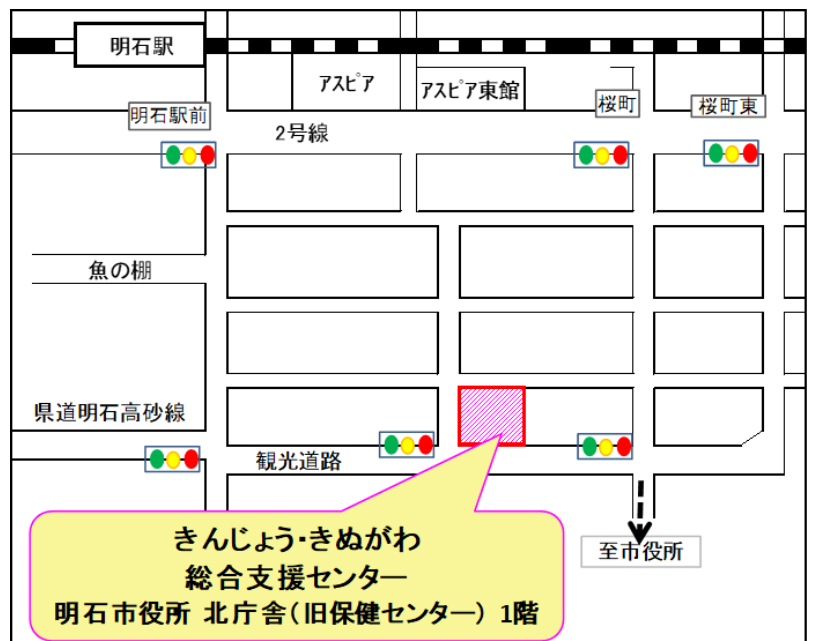 明石駅
アスピア
アスピア東館
明石駅前
桜町
桜町東
2号線
魚の棚
県道明石高砂線
観光道路
きんじょう・きぬがわ
総合支援センター
明石市役所 北庁舎(旧保健センター) 1階
至市役所